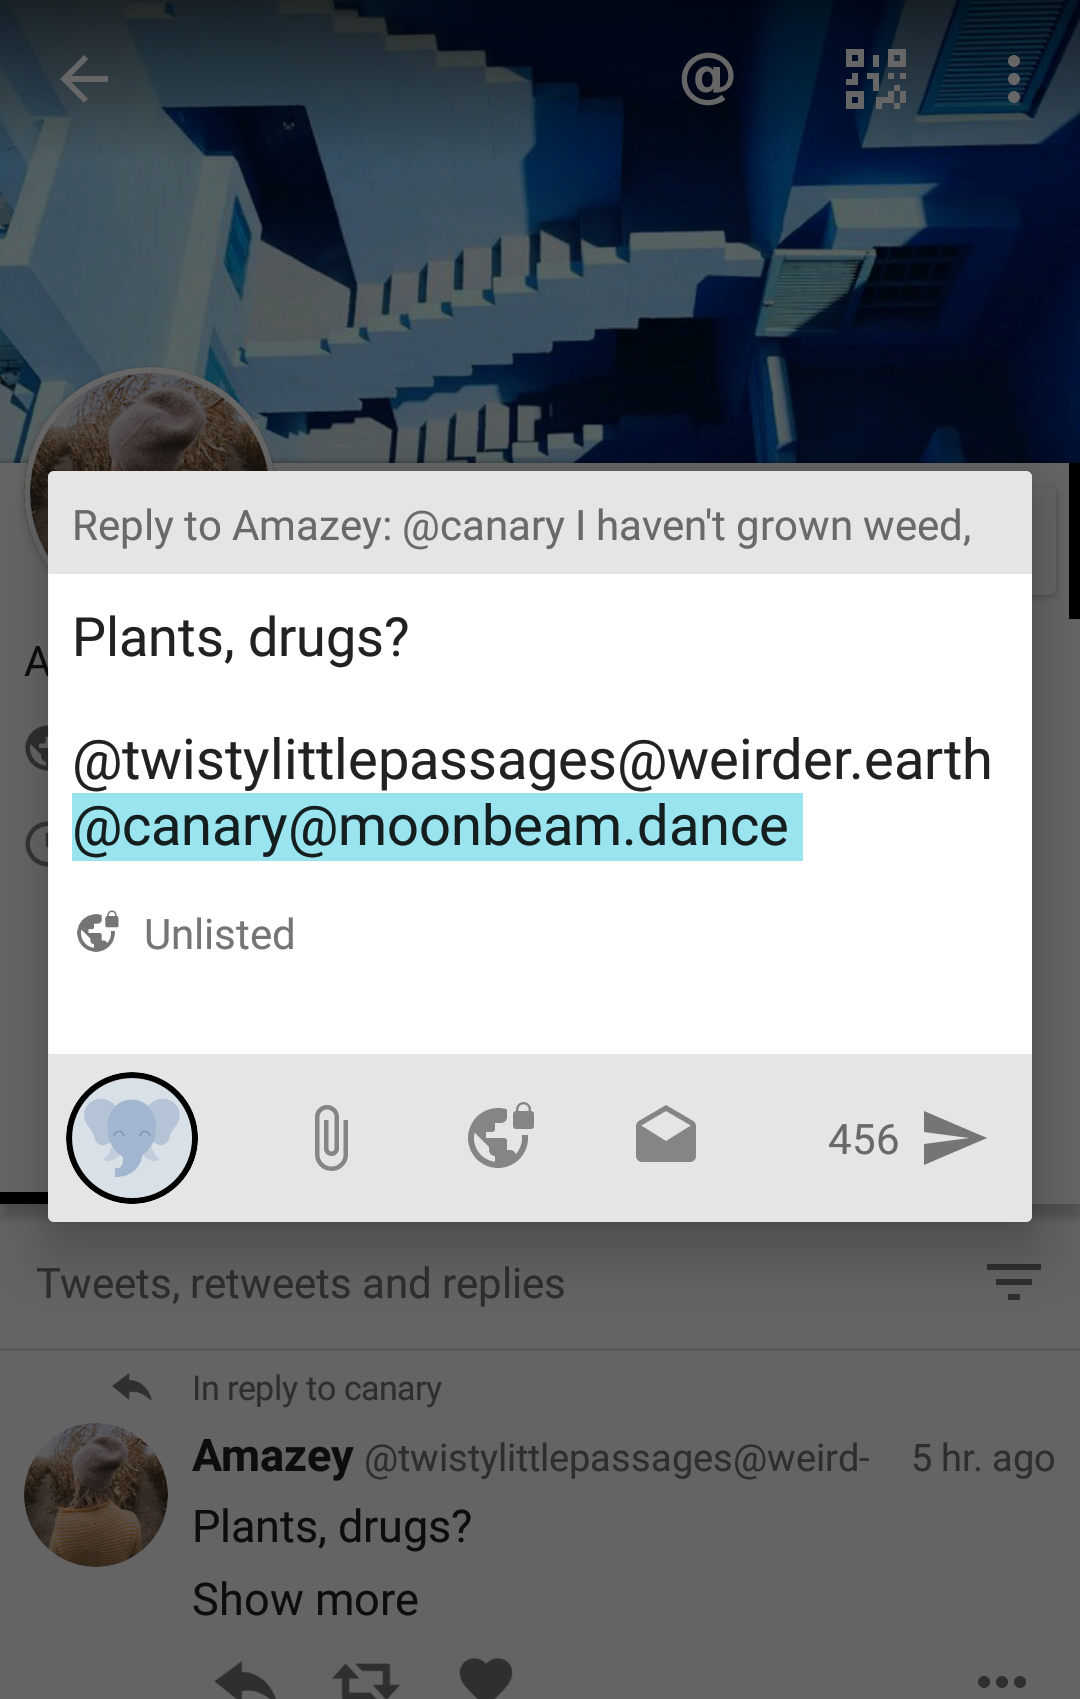 @
Reply to Amazey: @canary I haven't grown weed,
Plants, drugs?
@twistylittlepassages@weirder.earth
@canary@moonbeam.dance
Unlisted
456
Tweets, retweets and replies
In reply to canary
Amazey @twistylittlepassages@weird- 5 hr. ago
Plants, drugs?
Show more